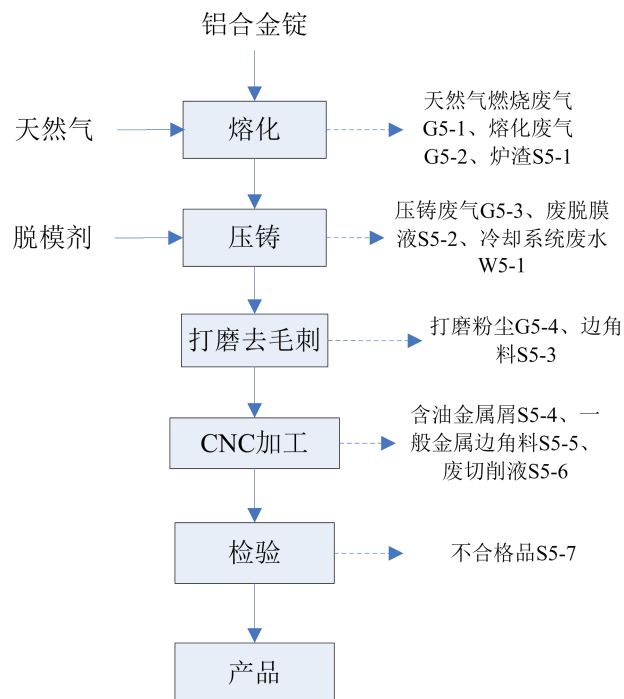 铝合金锭
天然气
熔化
天然气燃烧废气
G5-1、熔化废气
G5-2、炉渣S5-1
脱模剂
压铸
压铸废气G5-3、废脱膜
液S5-2、冷却系统废水
W5-1
打磨去毛刺
打磨粉尘G5-4、边角
料S5-3
CNC加工
含油金属屑S5-4、一
般金属边角料S5-5、
废切削液S5-6
检验
不合格品S5-7
产品